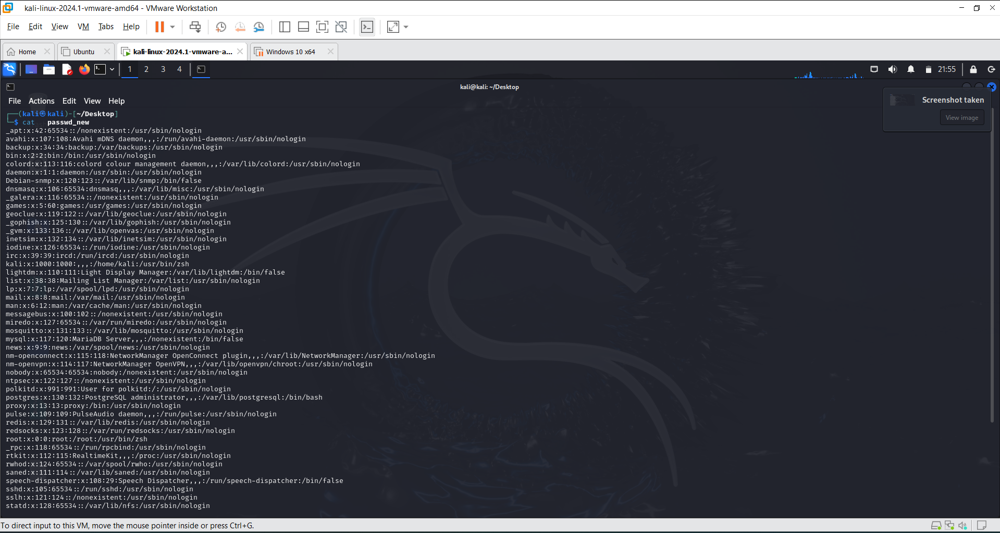 kali-linux-2024.1-vmware-amd64 - VMware Workstation
File Edit View VM Tabs Help
Home Ubuntu kali-linux-2024.1-vmware-a... Windows 10 x64
1 2 3 4 21:55
kali@kali: ~/Desktop
Screenshot taken
View image
File Actions Edit View Help
┌──(kali㉿kali)-[~/Desktop]
└─$ cat   passwd_new
_apt:x:42:65534::/nonexistent:/usr/sbin/nologin
avahi:x:107:108:Avahi mDNS daemon,,,:/run/avahi-daemon:/usr/sbin/nologin
backup:x:34:34:backup:/var/backups:/usr/sbin/nologin
bin:x:2:2:bin:/bin:/usr/sbin/nologin
colord:x:113:116:colord colour management daemon,,,:/var/lib/colord:/usr/sbin/nologin
daemon:x:1:1:daemon:/usr/sbin:/usr/sbin/nologin
Debian-snmp:x:120:123::/var/lib/snmp:/bin/false
dnsmasq:x:106:65534:dnsmasq,,,:/var/lib/misc:/usr/sbin/nologin
_galera:x:116:65534::/nonexistent:/usr/sbin/nologin
games:x:5:60:games:/usr/games:/usr/sbin/nologin
geoclue:x:119:122::/var/lib/geoclue:/usr/sbin/nologin
_gophish:x:125:130::/var/lib/gophish:/usr/sbin/nologin
_gvm:x:133:136::/var/lib/openvas:/usr/sbin/nologin
inetsim:x:132:134::/var/lib/inetsim:/usr/sbin/nologin
iodine:x:126:65534::/run/iodine:/usr/sbin/nologin
irc:x:39:39:ircd:/run/ircd:/usr/sbin/nologin
kali:x:1000:1000:,,,:/home/kali:/usr/bin/zsh
lightdm:x:110:111:Light Display Manager:/var/lib/lightdm:/bin/false
list:x:38:38:Mailing List Manager:/var/list:/usr/sbin/nologin
lp:x:7:7:lp:/var/spool/lpd:/usr/sbin/nologin
mail:x:8:8:mail:/var/mail:/usr/sbin/nologin
man:x:6:12:man:/var/cache/man:/usr/sbin/nologin
messagebus:x:100:102::/nonexistent:/usr/sbin/nologin
miredo:x:127:65534::/var/run/miredo:/usr/sbin/nologin
mosquitto:x:131:133::/var/lib/mosquitto:/usr/sbin/nologin
mysql:x:117:120:MariaDB Server,,,:/nonexistent:/bin/false
news:x:9:9:news:/var/spool/news:/usr/sbin/nologin
nm-openconnect:x:115:118:NetworkManager OpenConnect plugin,,,:/var/lib/NetworkManager:/usr/sbin/nologin
nm-openvpn:x:114:117:NetworkManager OpenVPN,,,:/var/lib/openvpn/chroot:/usr/sbin/nologin
nobody:x:65534:65534:nobody:/nonexistent:/usr/sbin/nologin
ntpsec:x:122:127::/nonexistent:/usr/sbin/nologin
polkitd:x:991:991:User for polkitd:/:/usr/sbin/nologin
postgres:x:130:132:PostgreSQL administrator,,,:/var/lib/postgresql:/bin/bash
proxy:x:13:13:proxy:/bin:/usr/sbin/nologin
pulse:x:109:109:PulseAudio daemon,,,:/run/pulse:/usr/sbin/nologin
redis:x:129:131::/var/lib/redis:/usr/sbin/nologin
redsocks:x:123:128::/var/run/redsocks:/usr/sbin/nologin
root:x:0:0:root:/root:/usr/bin/zsh
_rpc:x:118:65534::/run/rpcbind:/usr/sbin/nologin
rtkit:x:112:115:RealtimeKit,,,:/proc:/usr/sbin/nologin
rwhod:x:124:65534::/var/spool/rwho:/usr/sbin/nologin
saned:x:111:114::/var/lib/saned:/usr/sbin/nologin
speech-dispatcher:x:108:29:Speech Dispatcher,,,:/run/speech-dispatcher:/bin/false
sshd:x:105:65534::/run/sshd:/usr/sbin/nologin
sslh:x:121:124::/nonexistent:/usr/sbin/nologin
statd:x:128:65534::/var/lib/nfs:/usr/sbin/nologin
To direct input to this VM, move the mouse pointer inside or press Ctrl+G.